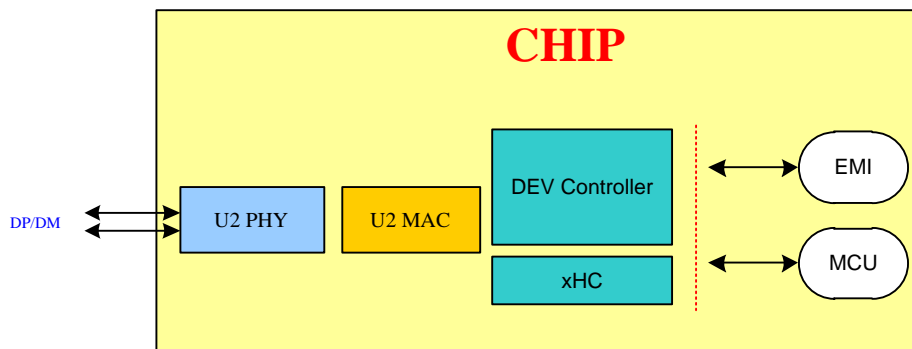 CHIP
DEV Controller
EMI
DP/DM
U2 PHY
U2 MAC
xHC
MCU